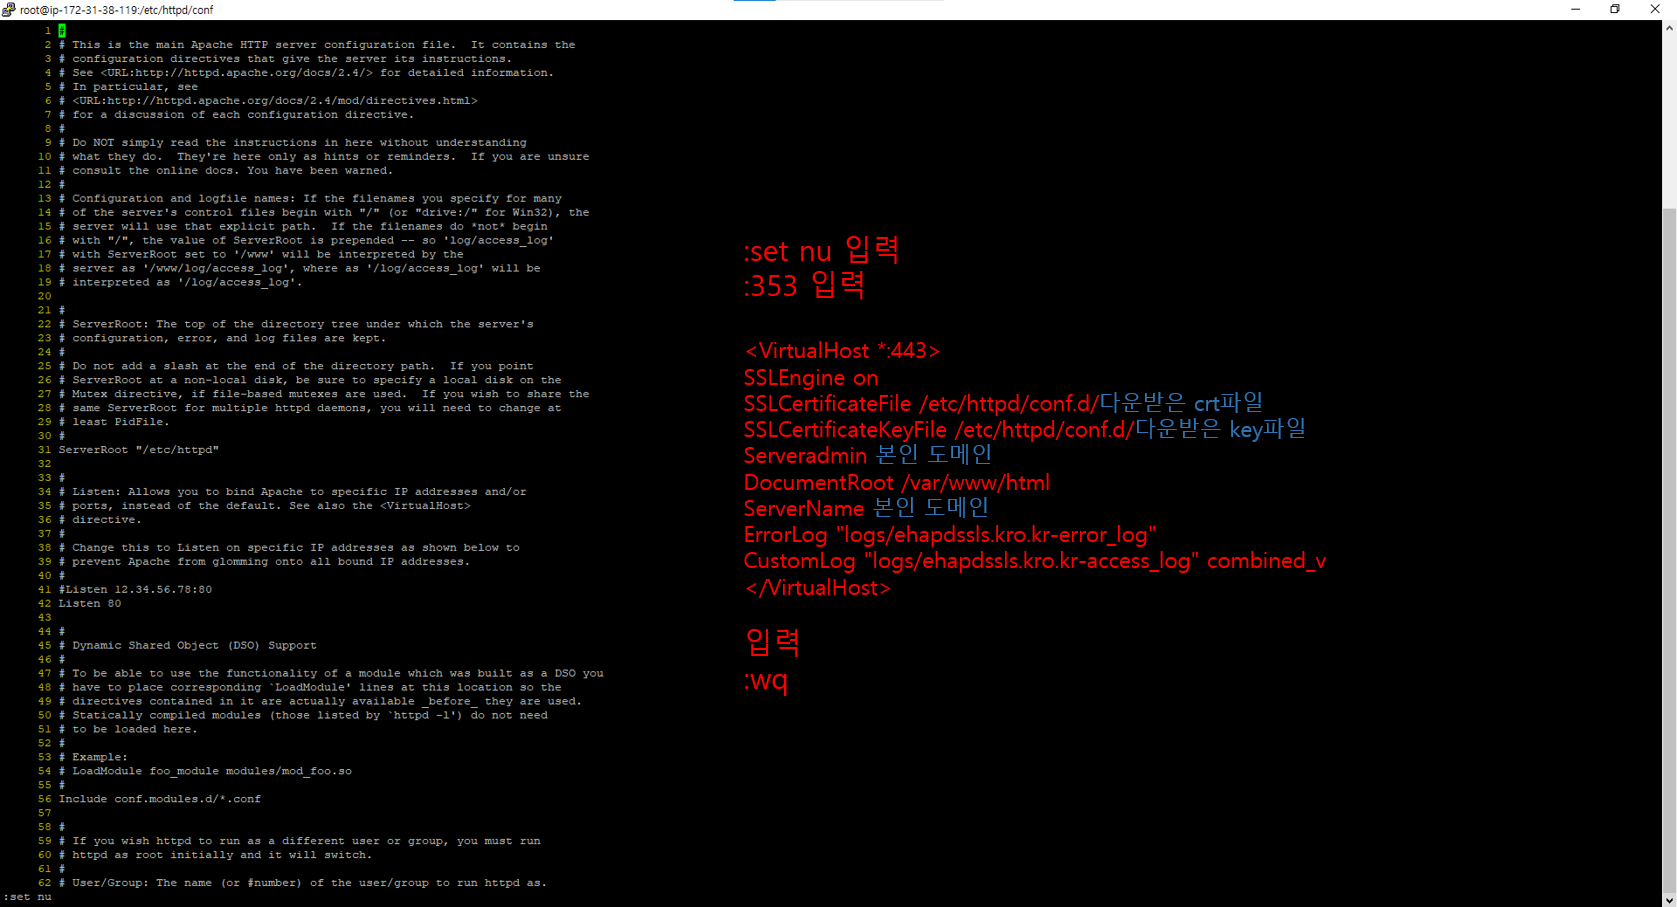 root@ip-172-31-38-119:/etc/httpd/conf
1 #
2 # This is the main Apache HTTP server configuration file.  It contains the
3 # configuration directives that give the server its instructions.
4 # See <URL:http://httpd.apache.org/docs/2.4/> for detailed information.
5 # In particular, see
6 # <URL:http://httpd.apache.org/docs/2.4/mod/directives.html>
7 # for a discussion of each configuration directive.
8 #
9 # Do NOT simply read the instructions in here without understanding
10 # what they do.  They're here only as hints or reminders.  If you are unsure
11 # consult the online docs. You have been warned.
12 #
13 # Configuration and logfile names: If the filenames you specify for many
14 # of the server's control files begin with "/" (or "drive:/" for Win32), the
15 # server will use that explicit path.  If the filenames do *not* begin
16 # with "/", the value of ServerRoot is prepended -- so 'log/access_log'
17 # with ServerRoot set to '/www' will be interpreted by the
18 # server as '/www/log/access_log', where as '/log/access_log' will be
19 # interpreted as '/log/access_log'.
20
21 #
22 # ServerRoot: The top of the directory tree under which the server's
23 # configuration, error, and log files are kept.
24 #
25 # Do not add a slash at the end of the directory path.  If you point
26 # ServerRoot at a non-local disk, be sure to specify a local disk on the
27 # Mutex directive, if file-based mutexes are used.  If you wish to share the
28 # same ServerRoot for multiple httpd daemons, you will need to change at
29 # least PidFile.
30 #
31 ServerRoot "/etc/httpd"
32
33 #
34 # Listen: Allows you to bind Apache to specific IP addresses and/or
35 # ports, instead of the default. See also the <VirtualHost>
36 # directive.
37 #
38 # Change this to Listen on specific IP addresses as shown below to
39 # prevent Apache from glomming onto all bound IP addresses.
40 #
41 #Listen 12.34.56.78:80
42 Listen 80
43
44 #
45 # Dynamic Shared Object (DSO) Support
46 #
47 # To be able to use the functionality of a module which was built as a DSO you
48 # have to place corresponding `LoadModule' lines at this location so the
49 # directives contained in it are actually available _before_ they are used.
50 # Statically compiled modules (those listed by `httpd -l') do not need
51 # to be loaded here.
52 #
53 # Example:
54 # LoadModule foo_module modules/mod_foo.so
55 #
56 Include conf.modules.d/*.conf
57
58 #
59 # If you wish httpd to run as a different user or group, you must run
60 # httpd as root initially and it will switch.
61 #
62 # User/Group: The name (or #number) of the user/group to run httpd as.
:set nu
:set nu 입력
:353 입력
<VirtualHost *:443>
SSLEngine on
SSLCertificateFile /etc/httpd/conf.d/다운받은 crt파일
SSLCertificateKeyFile /etc/httpd/conf.d/다운받은 key파일
Serveradmin 본인 도메인
DocumentRoot /var/www/html
ServerName 본인 도메인
ErrorLog "logs/ehapdssls.kro.kr-error_log"
CustomLog "logs/ehapdssls.kro.kr-access_log" combined_v
</VirtualHost>
입력
:wq